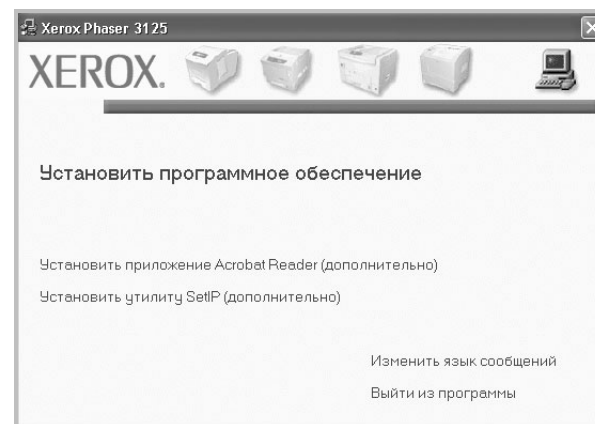 Xerox Phaser 3125
XEROX.
Установить программное обеспечение
Установить приложение Acrobat Reader (дополнительно)
Установить утилиту SetIP (дополнительно)
Изменить язык сообщений
Выйти из программы